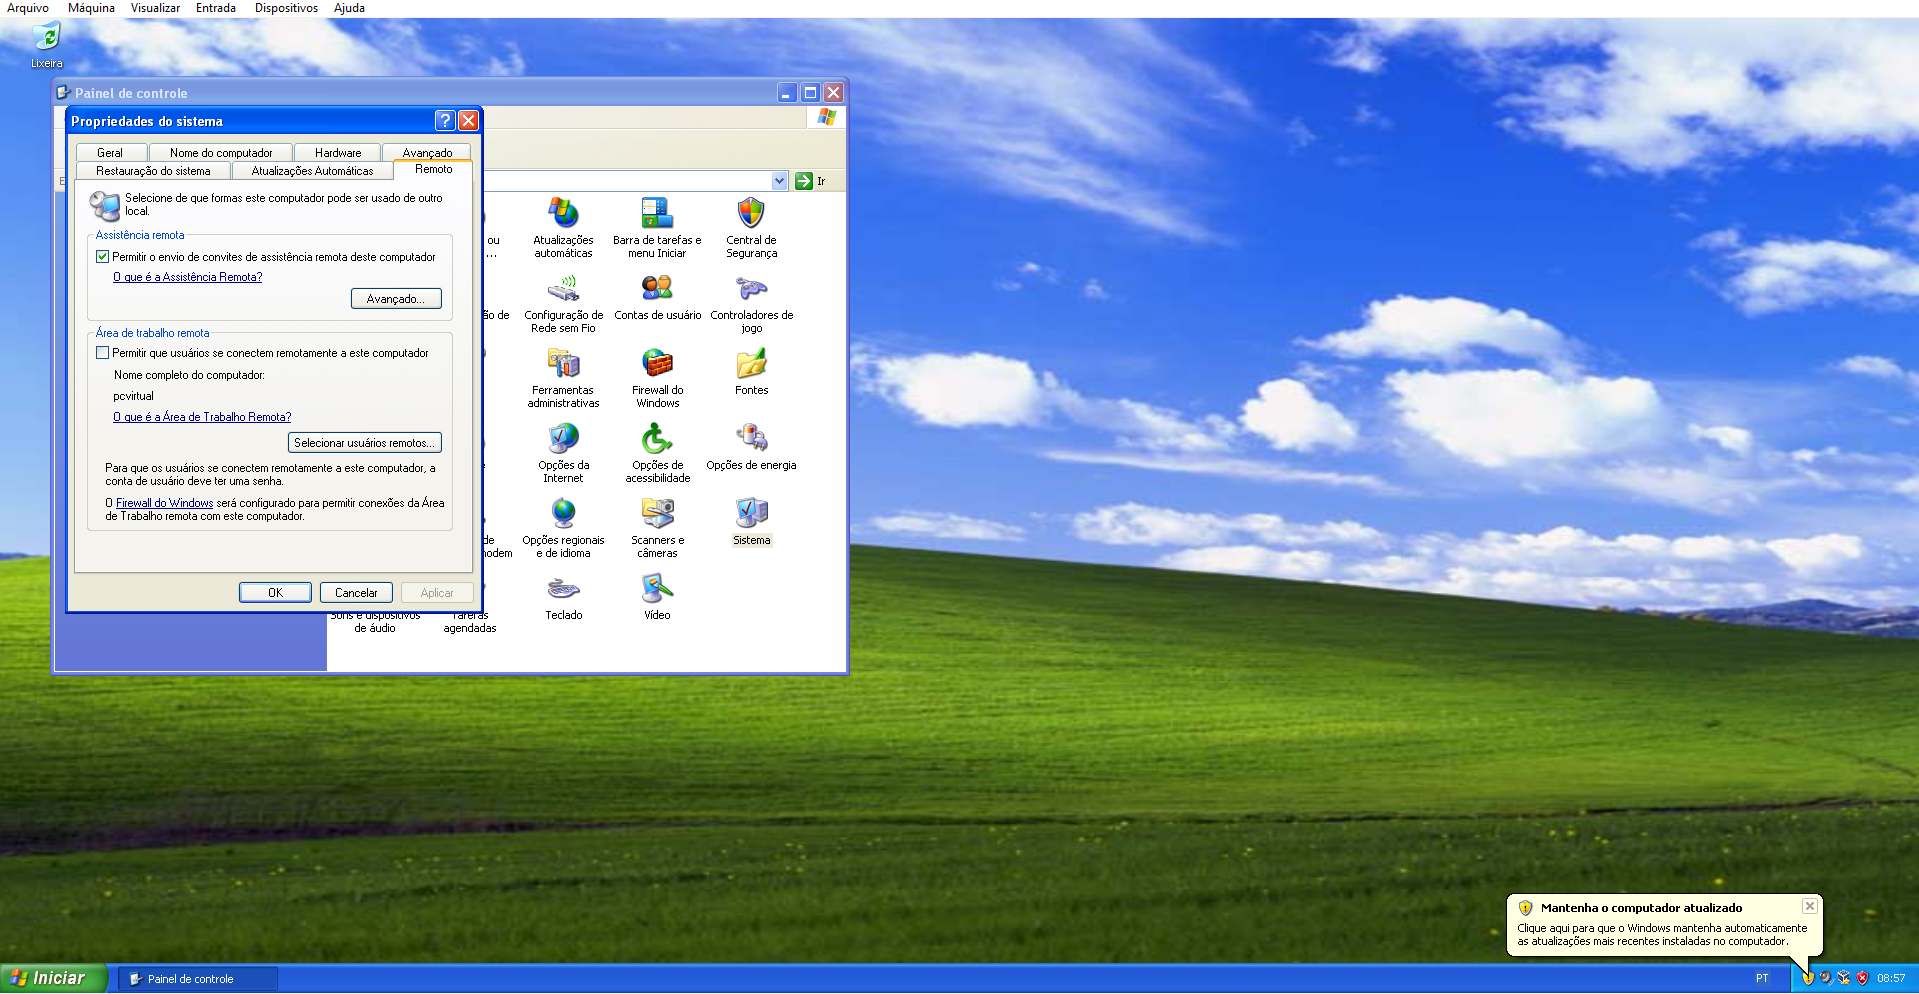 Arquivo Máquina Visualizar Entrada Dispositivos Ajuda
Lixeira
Painel de controle
Propriedades do sistema
Geral Nome do computador Hardware Avançado
Restauração do sistema Atualizações Automáticas Remoto
Selecione de que formas este computador pode ser usado de outro
local.
Assistência remota
Permitir o envio de convites de assistência remota deste computador
O que é a Assistência Remota?
Avançado...
Área de trabalho remota
Permitir que usuários se conectem remotamente a este computador
Nome completo do computador:
pcvirtual
O que é a Área de Trabalho Remota?
Selecionar usuários remotos...
Para que os usuários se conectem remotamente a este computador, a
conta de usuário deve ter uma senha.
O Firewall do Windows será configurado para permitir conexões da Área
de Trabalho remota com este computador.
OK Cancelar Aplicar
Ir
ou
...
Atualizações
automáticas
Barra de tarefas e
menu Iniciar
Central de
Segurança
de
Configuração de
Rede sem Fio
Contas de usuário
Controladores de
jogo
Ferramentas
administrativas
Firewall do
Windows
Fontes
Opções da
Internet
Opções de
acessibilidade
Opções de energia
de
Opções regionais
e de idioma
Scanners e
câmeras
Sistema
Sons e dispositivos
de áudio
Tarefas
agendadas
Teclado
Vídeo
Mantenha o computador atualizado
Clique aqui para que o Windows mantenha automaticamente
as atualizações mais recentes instaladas no computador.
Iniciar
Painel de controle
PT
08:57